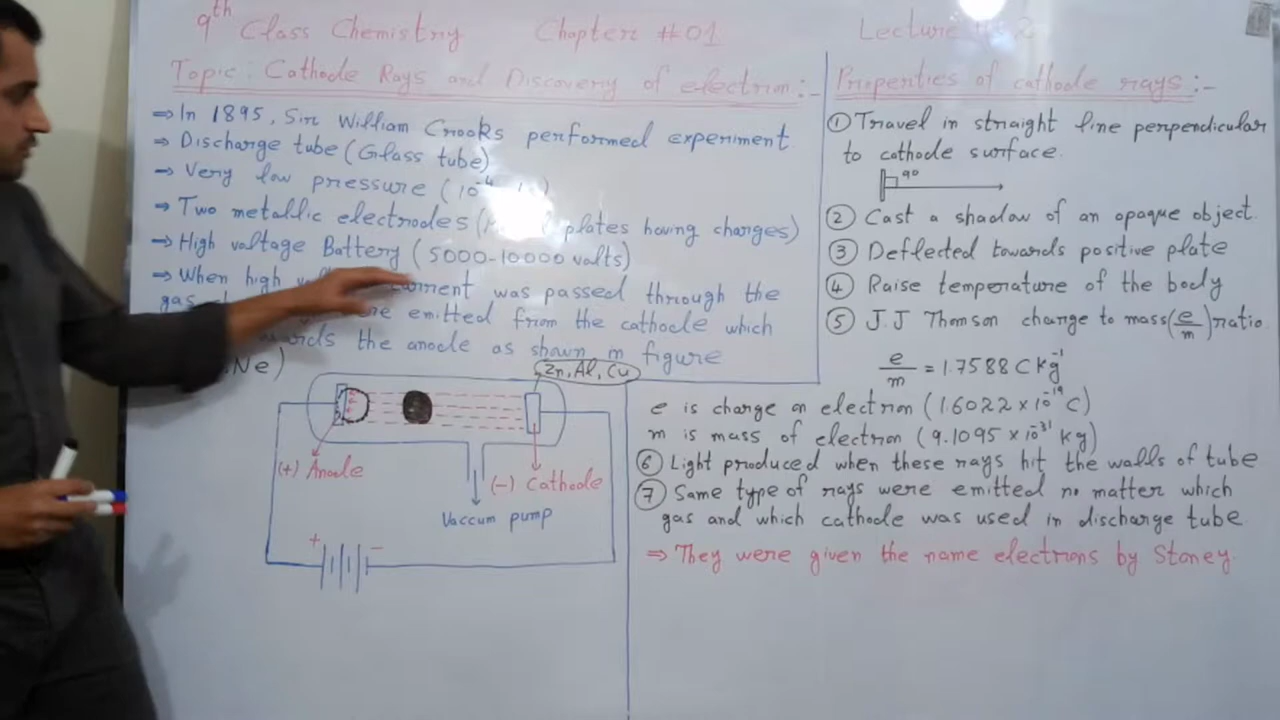 9th Class Chemistry Chapter #01 Lecture 2
Topic: Cathode Rays and Discovery of electron:-
⇒ In 1895, Sir William Crooks performed experiment
⇒ Discharge tube (Glass tube)
⇒ Very low pressure (10⁻⁴
⇒ Two metallic electrodes ( plates having charges)
⇒ High voltage Battery (5000-10000 volts)
⇒ When high current was passed through the
gas emitted from the cathode which
the anode as shown in figure
Ne)
Zn, Al, Cu
(+) Anode
(-) Cathode
Vaccum pump
+ -
Properties of cathode rays:-
① Travel in straight line perpendicular
to cathode surface.
90
② Cast a shadow of an opaque object.
③ Deflected towards positive plate
④ Raise temperature of the body
⑤ J.J Thomson change to mass (e/m) ratio
e/m = 1.7588 C kg⁻¹
e is charge on electron (1.6022 × 10⁻¹⁹ C)
m is mass of electron (9.1095 × 10⁻³¹ kg)
⑥ Light produced when these rays hit the walls of tube
⑦ Same type of rays were emitted no matter which
gas and which cathode was used in discharge tube
⇒ They were given the name electrons by Stoney.